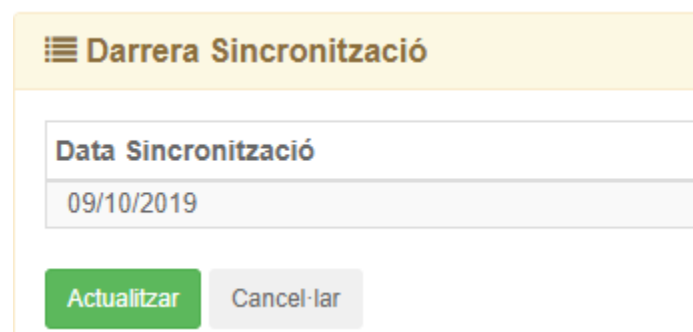 Darrera Sincronització
Data Sincronització
09/10/2019
Actualitzar Cancel·lar